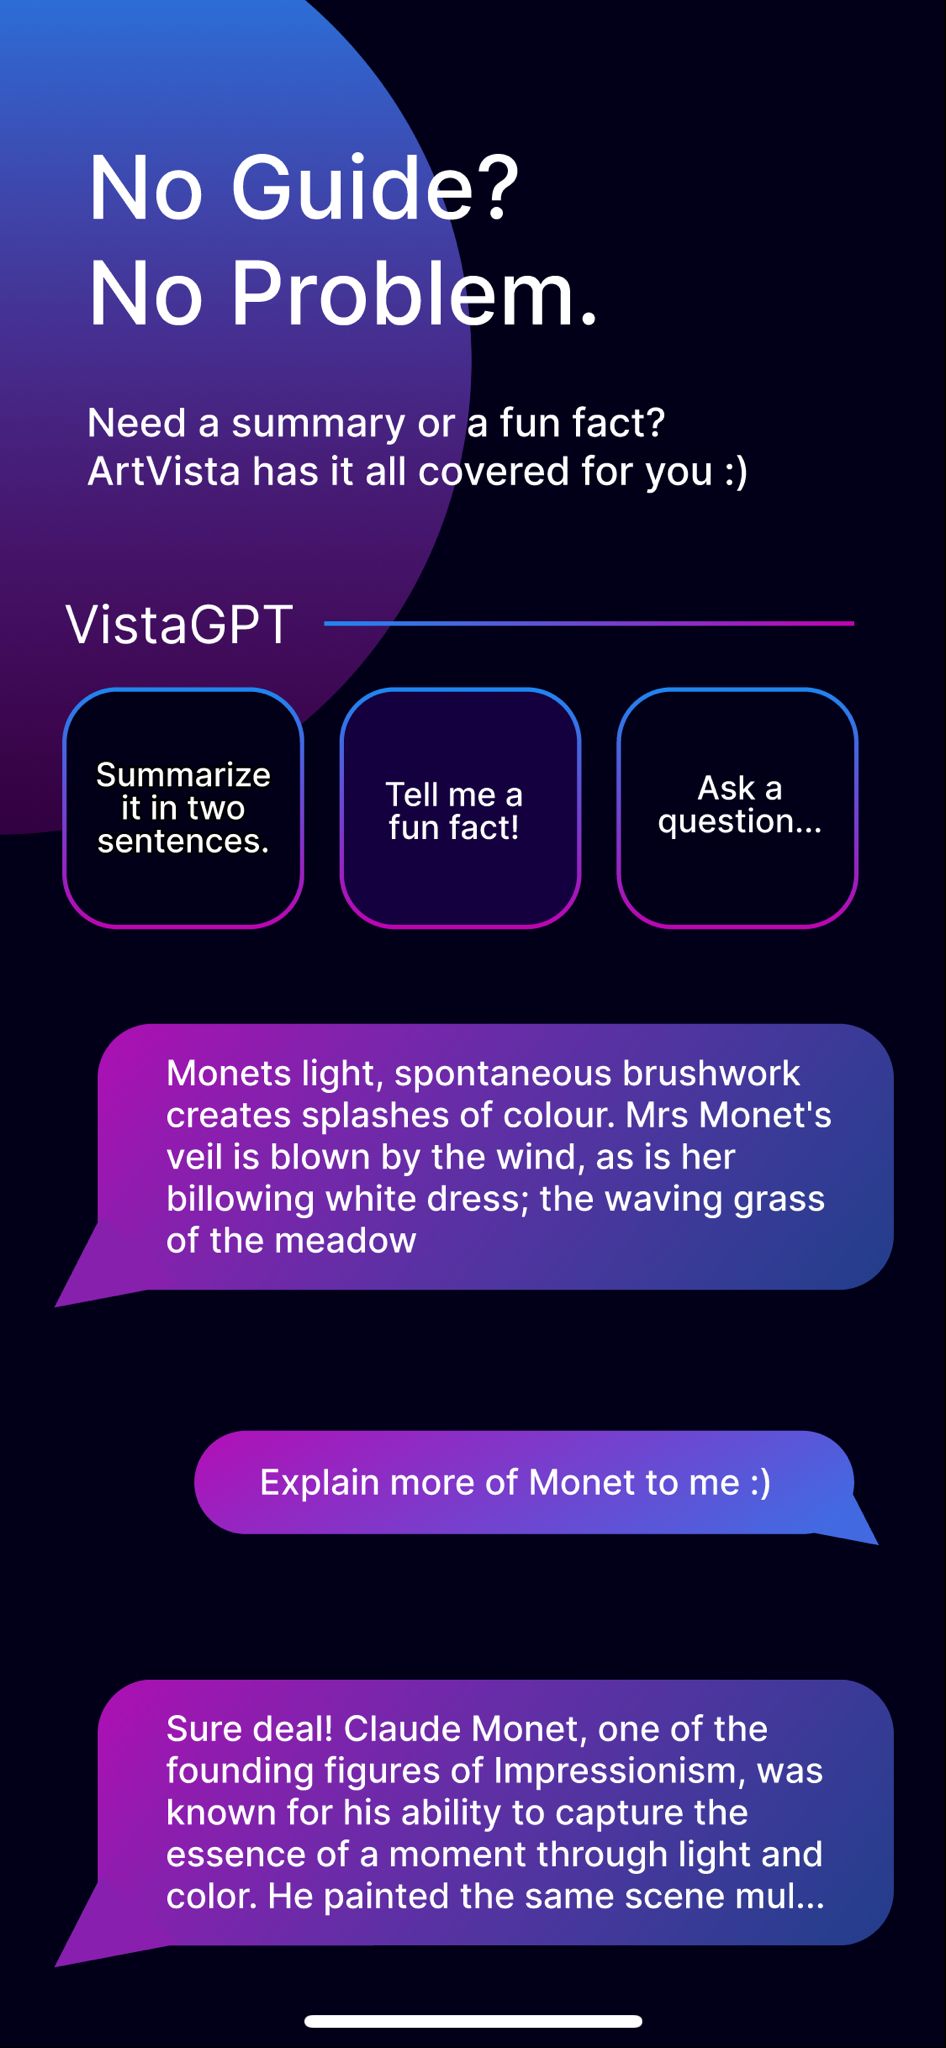 No Guide?
No Problem.
Need a summary or a fun fact?
ArtVista has it all covered for you :)
VistaGPT
Summarize
it in two
sentences.
Tell me a
fun fact!
Ask a
question...
Monets light, spontaneous brushwork
creates splashes of colour. Mrs Monet's
veil is blown by the wind, as is her
billowing white dress; the waving grass
of the meadow
Explain more of Monet to me :)
Sure deal! Claude Monet, one of the
founding figures of Impressionism, was
known for his ability to capture the
essence of a moment through light and
color. He painted the same scene mul...